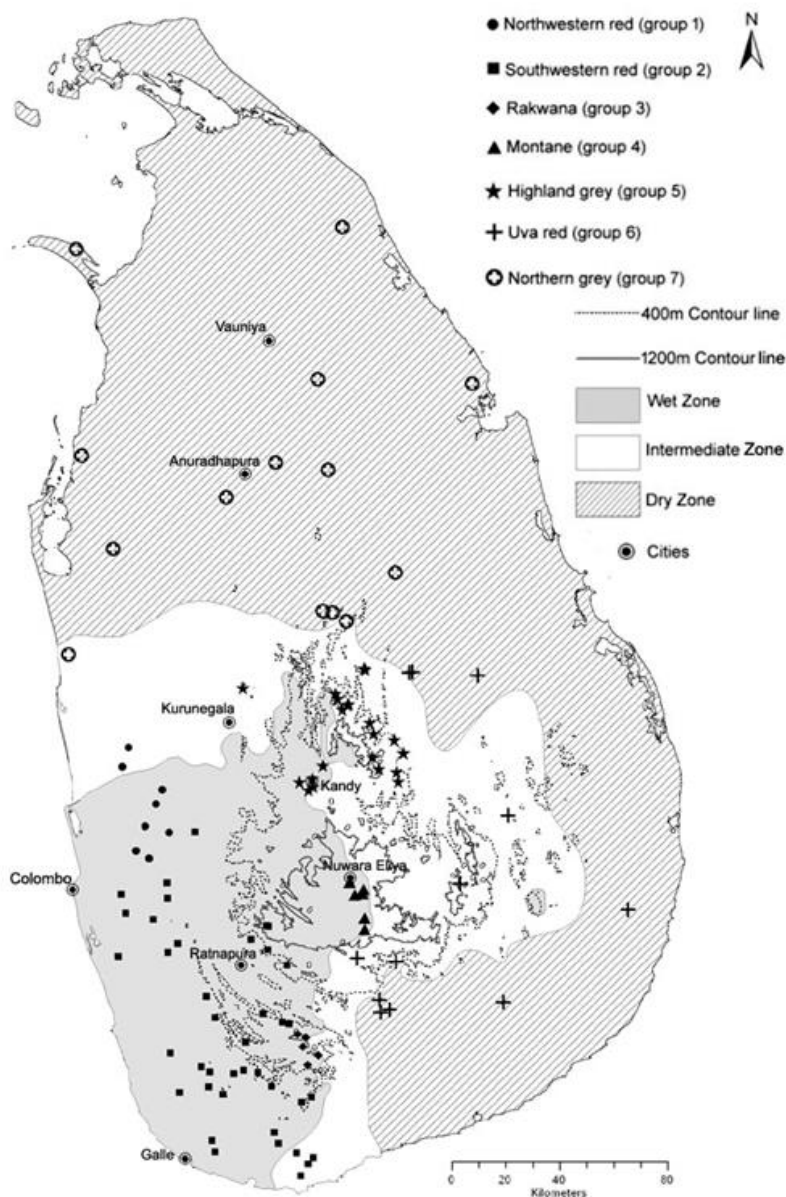 N
Northwestern red (group 1)
Southwestern red (group 2)
Rakwana (group 3)
Montane (group 4)
Highland grey (group 5)
Uva red (group 6)
Northern grey (group 7)
400m Contour line
1200m Contour line
Wet Zone
Intermediate Zone
Dry Zone
Cities
Vauniya
Anuradhapura
Kurunegala
Kandy
Nuwara Eliya
Colombo
Ratnapura
Galle
0 20 40 60 80
Kilometers